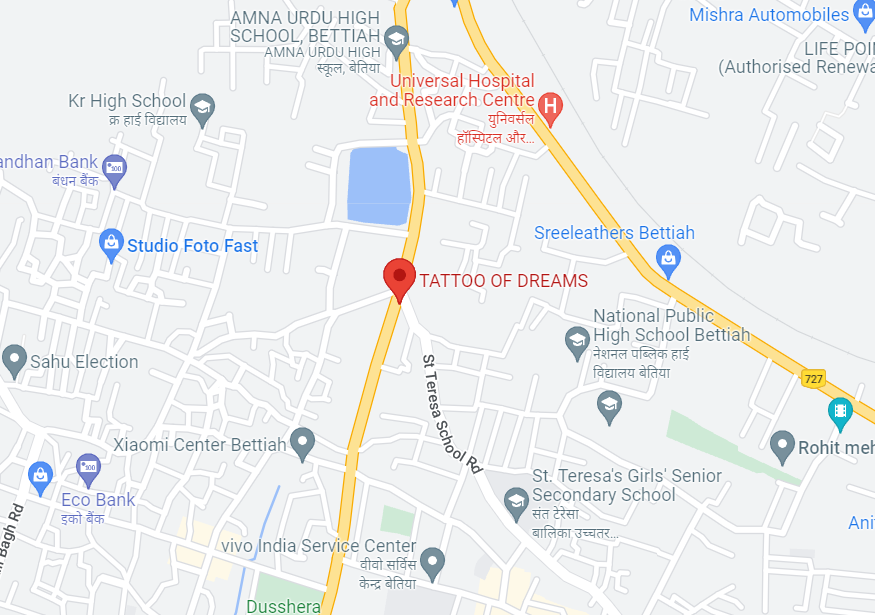 AMNA URDU HIGH
SCHOOL, BETTIAH
AMNA URDU HIGH
स्कूल, बेतिया
Mishra Automobiles
LIFE POI
(Authorised Renewa
Universal Hospital
and Research Centre
युनिवर्सल
हॉस्पिटल और...
Kr High School
क्र हाई विद्यालय
andhan Bank
बंधन बैंक
Studio Foto Fast
Sreeleathers Bettiah
TATTOO OF DREAMS
National Public
High School Bettiah
नेशनल पब्लिक हाई
विद्यालय बेतिया
Sahu Election
727
St Teresa School Rd
Xiaomi Center Bettiah
Rohit meh
Eco Bank
इको बैंक
St. Teresa's Girls' Senior
Secondary School
संत टेरेसा
बालिका उच्चतर...
Bagh Rd
Ani
vivo India Service Center
वीवो सर्विस
केन्द्र बेतिया
Dusshera